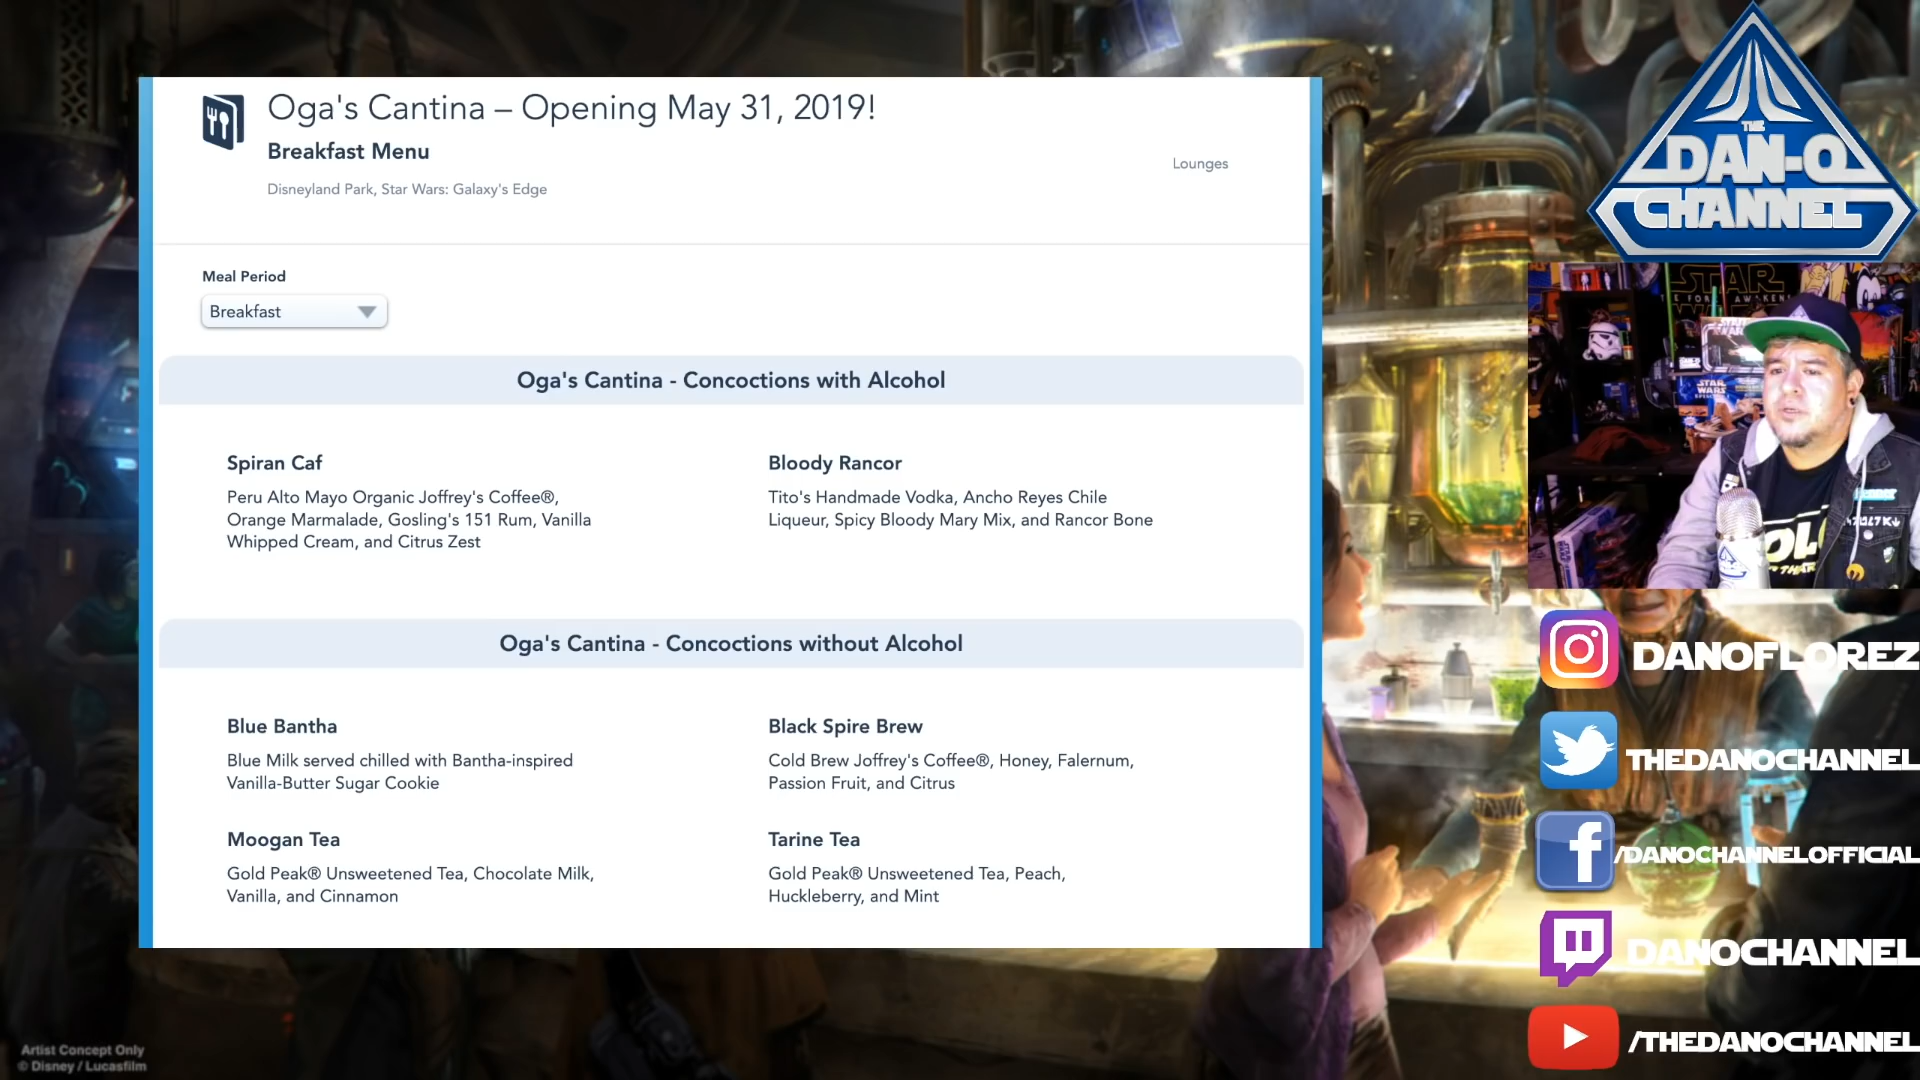 Oga's Cantina – Opening May 31, 2019!
Breakfast Menu
Disneyland Park, Star Wars: Galaxy's Edge
Lounges
Meal Period
Breakfast
Oga's Cantina - Concoctions with Alcohol
Spiran Caf
Peru Alto Mayo Organic Joffrey's Coffee®,
Orange Marmalade, Gosling's 151 Rum, Vanilla
Whipped Cream, and Citrus Zest
Bloody Rancor
Tito's Handmade Vodka, Ancho Reyes Chile
Liqueur, Spicy Bloody Mary Mix, and Rancor Bone
Oga's Cantina - Concoctions without Alcohol
Blue Bantha
Blue Milk served chilled with Bantha-inspired
Vanilla-Butter Sugar Cookie
Black Spire Brew
Cold Brew Joffrey's Coffee®, Honey, Falernum,
Passion Fruit, and Citrus
Moogan Tea
Gold Peak® Unsweetened Tea, Chocolate Milk,
Vanilla, and Cinnamon
Tarine Tea
Gold Peak® Unsweetened Tea, Peach,
Huckleberry, and Mint
THE
DAN-O
CHANNEL
STAR
STAR
WARS
DANOFLOREZ
THEDANOCHANNEL
/DANOCHANNELOFFICIAL
DANOCHANNEL
/THEDANOCHANNEL
Artist Concept Only
© Disney / Lucasfilm